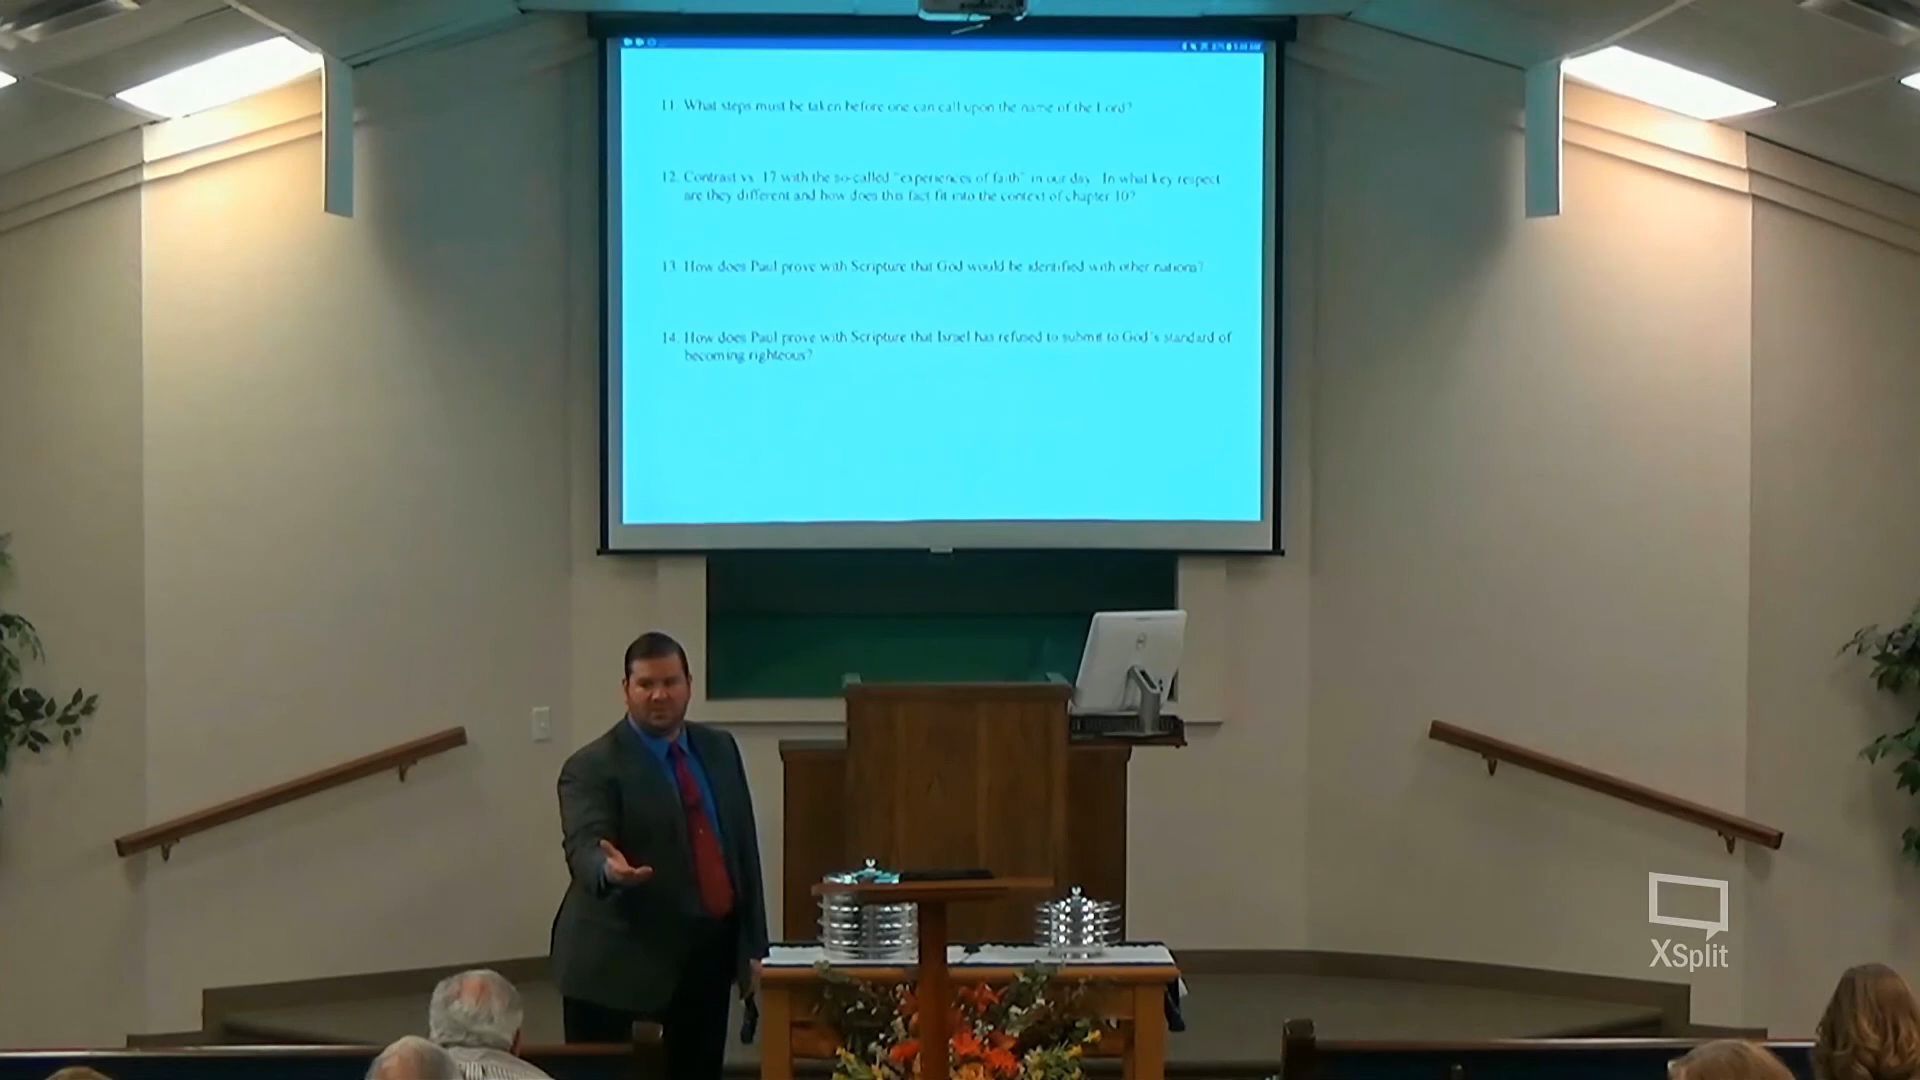 11. What steps must be taken before one can call upon the name of the Lord?
12. Contrast vs. 17 with the so-called "experiences of faith" in our day. In what key respect
are they different and how does this fact fit into the context of chapter 10?
13. How does Paul prove with Scripture that God would be identified with other nations?
14. How does Paul prove with Scripture that Israel has refused to submit to God's standard of
becoming righteous?
XSplit